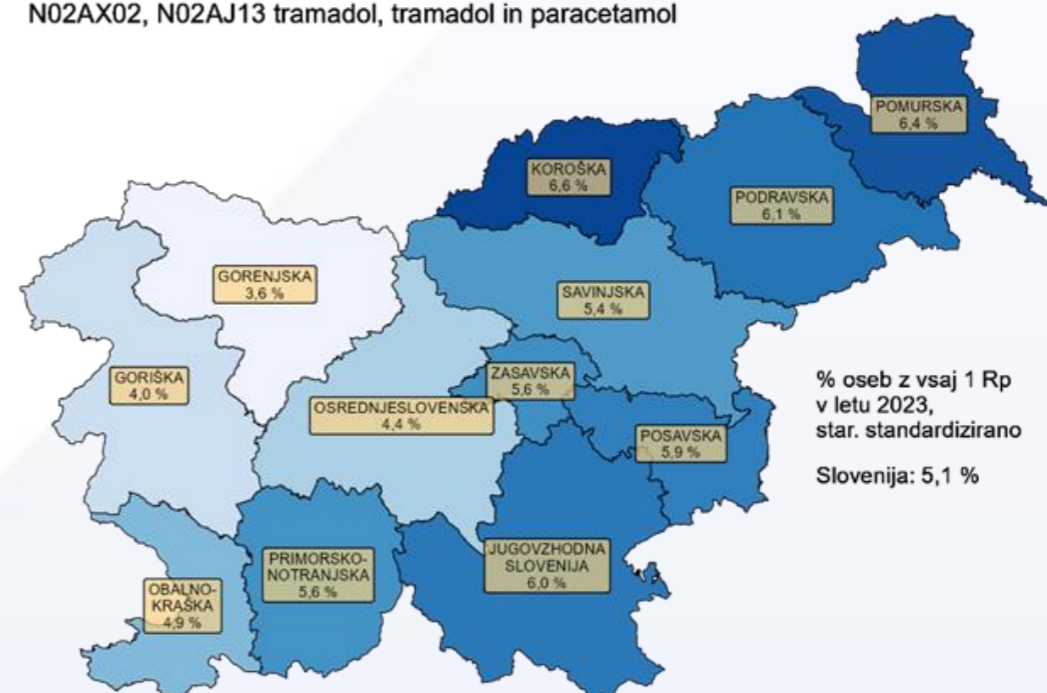 N02AX02, N02AJ13 tramadol, tramadol in paracetamol
POMURSKA
6,4 %
KOROŠKA
6,6 %
PODRAVSKA
6,1 %
GORENJSKA
3,6 %
SAVINJSKA
5,4 %
GORIŠKA
4,0 %
ZASAVSKA
5,6 %
OSREDNJESLOVENSKA
4,4 %
POSAVSKA
5,9 %
% oseb z vsaj 1 Rp
v letu 2023,
star. standardizirano
Slovenija: 5,1 %
PRIMORSKO-
NOTRANJSKA
5,6 %
JUGOVZHODNA
SLOVENIJA
6,0 %
OBALNO-
KRAŠKA
4,9 %